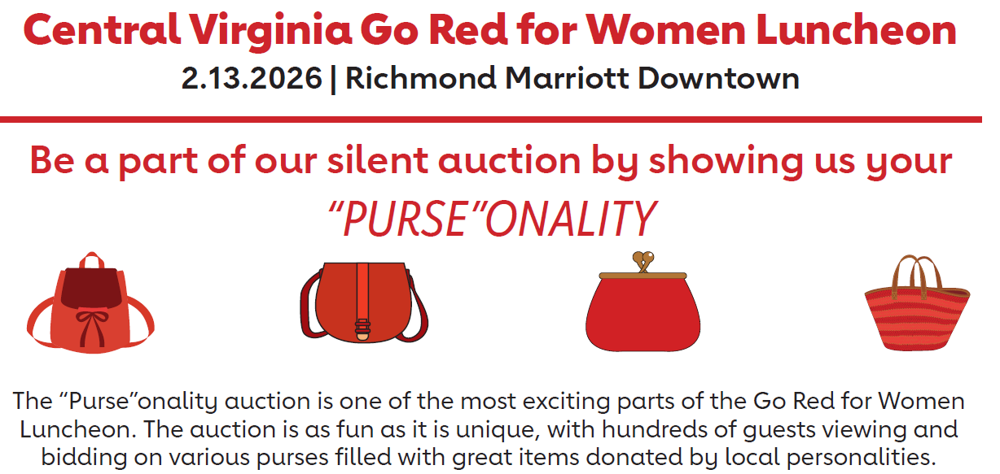 Central Virginia Go Red for Women Luncheon
2.13.2026 | Richmond Marriott Downtown
Be a part of our silent auction by showing us your
“PURSE”ONALITY
The “Purse”onality auction is one of the most exciting parts of the Go Red for Women
Luncheon. The auction is as fun as it is unique, with hundreds of guests viewing and
bidding on various purses filled with great items donated by local personalities.